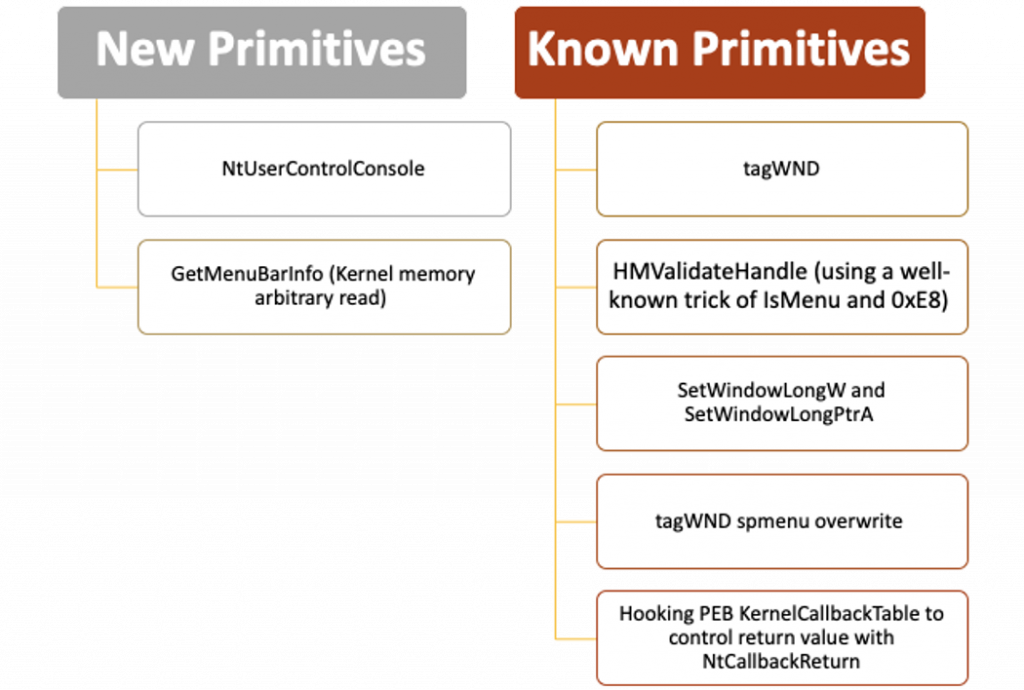 New Primitives
NtUserControlConsole
GetMenuBarInfo (Kernel memory
arbitrary read)
Known Primitives
tagWND
HMValidateHandle (using a well-
known trick of IsMenu and 0xE8)
SetWindowLongW and
SetWindowLongPtrA
tagWND spmenu overwrite
Hooking PEB KernelCallbackTable to
control return value with
NtCallbackReturn